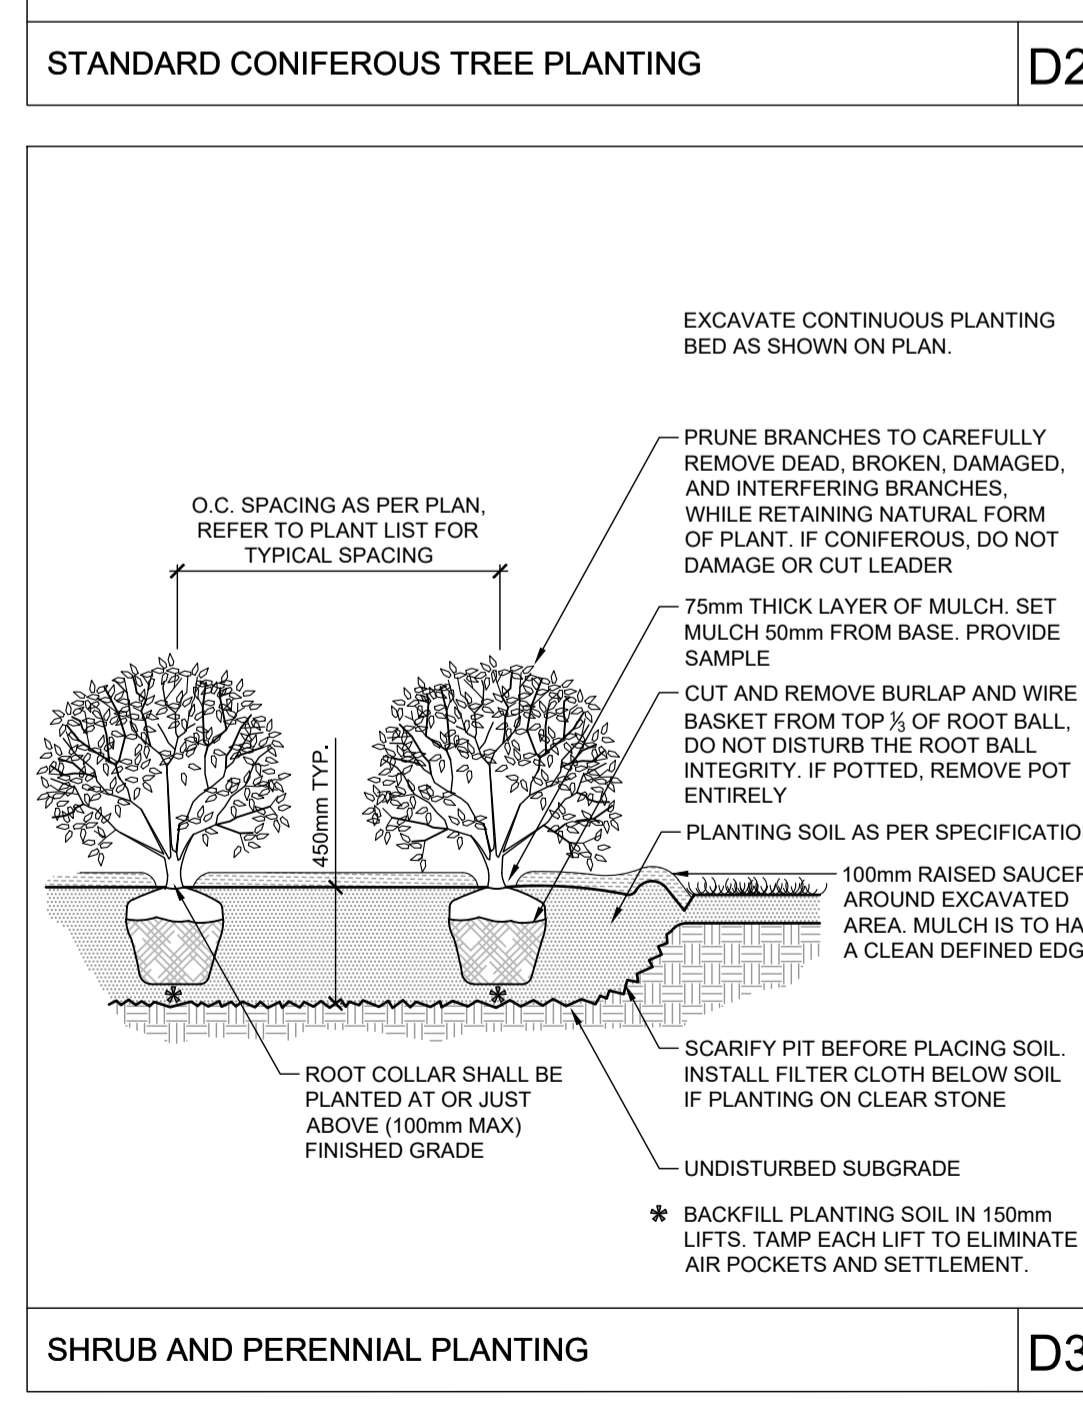 STANDARD CONIFEROUS TREE PLANTING
D2
EXCAVATE CONTINUOUS PLANTING
BED AS SHOWN ON PLAN.
PRUNE BRANCHES TO CAREFULLY
REMOVE DEAD, BROKEN, DAMAGED,
AND INTERFERING BRANCHES,
WHILE RETAINING NATURAL FORM
OF PLANT. IF CONIFEROUS, DO NOT
DAMAGE OR CUT LEADER
O.C. SPACING AS PER PLAN,
REFER TO PLANT LIST FOR
TYPICAL SPACING
75mm THICK LAYER OF MULCH. SET
MULCH 50mm FROM BASE. PROVIDE
SAMPLE
CUT AND REMOVE BURLAP AND WIRE
BASKET FROM TOP ⅓ OF ROOT BALL,
DO NOT DISTURB THE ROOT BALL
INTEGRITY. IF POTTED, REMOVE POT
ENTIRELY
450mm TYP.
PLANTING SOIL AS PER SPECIFICATIO
100mm RAISED SAUCER
AROUND EXCAVATED
AREA. MULCH IS TO HA
A CLEAN DEFINED EDG
*
*
SCARIFY PIT BEFORE PLACING SOIL.
INSTALL FILTER CLOTH BELOW SOIL
IF PLANTING ON CLEAR STONE
ROOT COLLAR SHALL BE
PLANTED AT OR JUST
ABOVE (100mm MAX)
FINISHED GRADE
UNDISTURBED SUBGRADE
* BACKFILL PLANTING SOIL IN 150mm
LIFTS. TAMP EACH LIFT TO ELIMINATE
AIR POCKETS AND SETTLEMENT.
SHRUB AND PERENNIAL PLANTING
D3